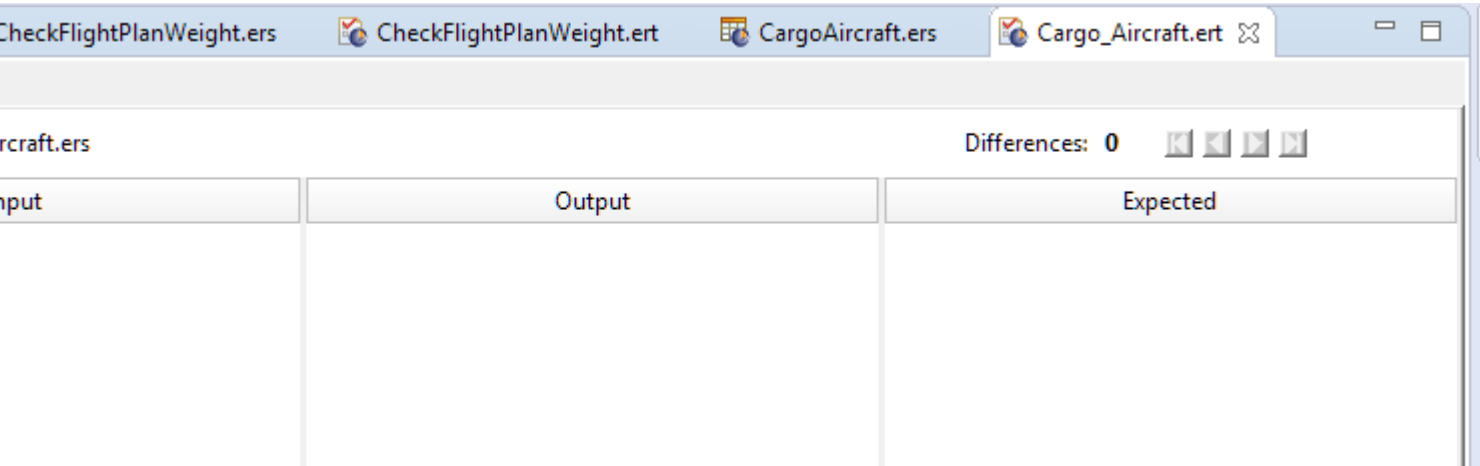 CheckFlightPlanWeight.ers CheckFlightPlanWeight.ert CargoAircraft.ers Cargo_Aircraft.ert
rcraft.ers Differences: 0
nput Output Expected